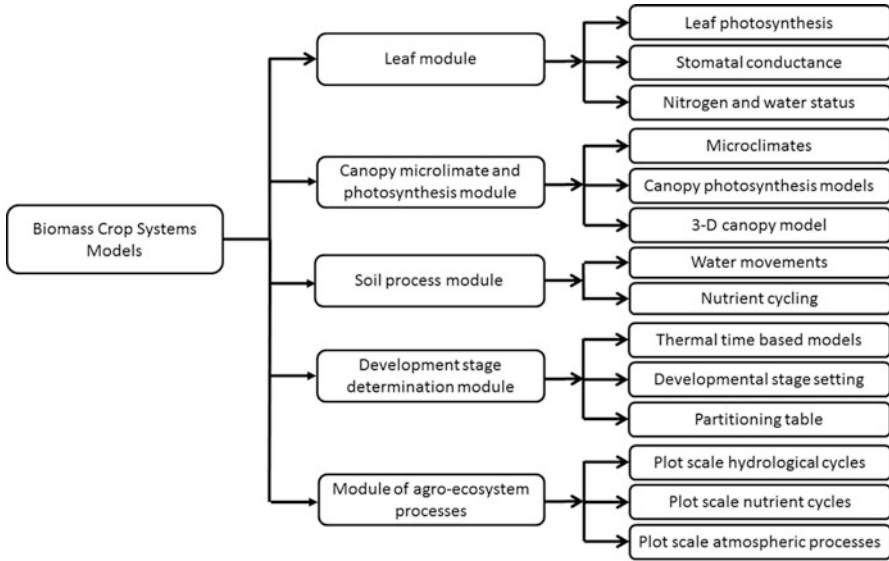 Biomass Crop Systems
Models
Leaf module
Leaf photosynthesis
Stomatal conductance
Nitrogen and water status
Canopy microlimate and
photosynthesis module
Microclimates
Canopy photosynthesis models
3-D canopy model
Soil process module
Water movements
Nutrient cycling
Development stage
determination module
Thermal time based models
Developmental stage setting
Partitioning table
Module of agro-ecosystem
processes
Plot scale hydrological cycles
Plot scale nutrient cycles
Plot scale atmospheric processes